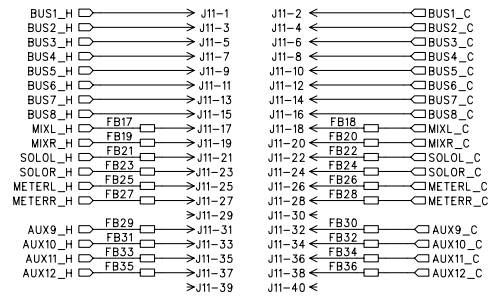 BUS1_H J11-1 J11-2 BUS1_C
BUS2_H J11-3 J11-4 BUS2_C
BUS3_H J11-5 J11-6 BUS3_C
BUS4_H J11-7 J11-8 BUS4_C
BUS5_H J11-9 J11-10 BUS5_C
BUS6_H J11-11 J11-12 BUS6_C
BUS7_H J11-13 J11-14 BUS7_C
BUS8_H J11-15 J11-16 BUS8_C
MIXL_H FB17 J11-17 J11-18 FB18 MIXL_C
MIXR_H FB19 J11-19 J11-20 FB20 MIXR_C
SOLOL_H FB21 J11-21 J11-22 FB22 SOLOL_C
SOLOR_H FB23 J11-23 J11-24 FB24 SOLOR_C
METERL_H FB25 J11-25 J11-26 FB26 METERL_C
METERR_H FB27 J11-27 J11-28 FB28 METERR_C
J11-29 J11-30
AUX9_H FB29 J11-31 J11-32 FB30 AUX9_C
AUX10_H FB31 J11-33 J11-34 FB32 AUX10_C
AUX11_H FB33 J11-35 J11-36 FB34 AUX11_C
AUX12_H FB35 J11-37 J11-38 FB36 AUX12_C
J11-39 J11-40